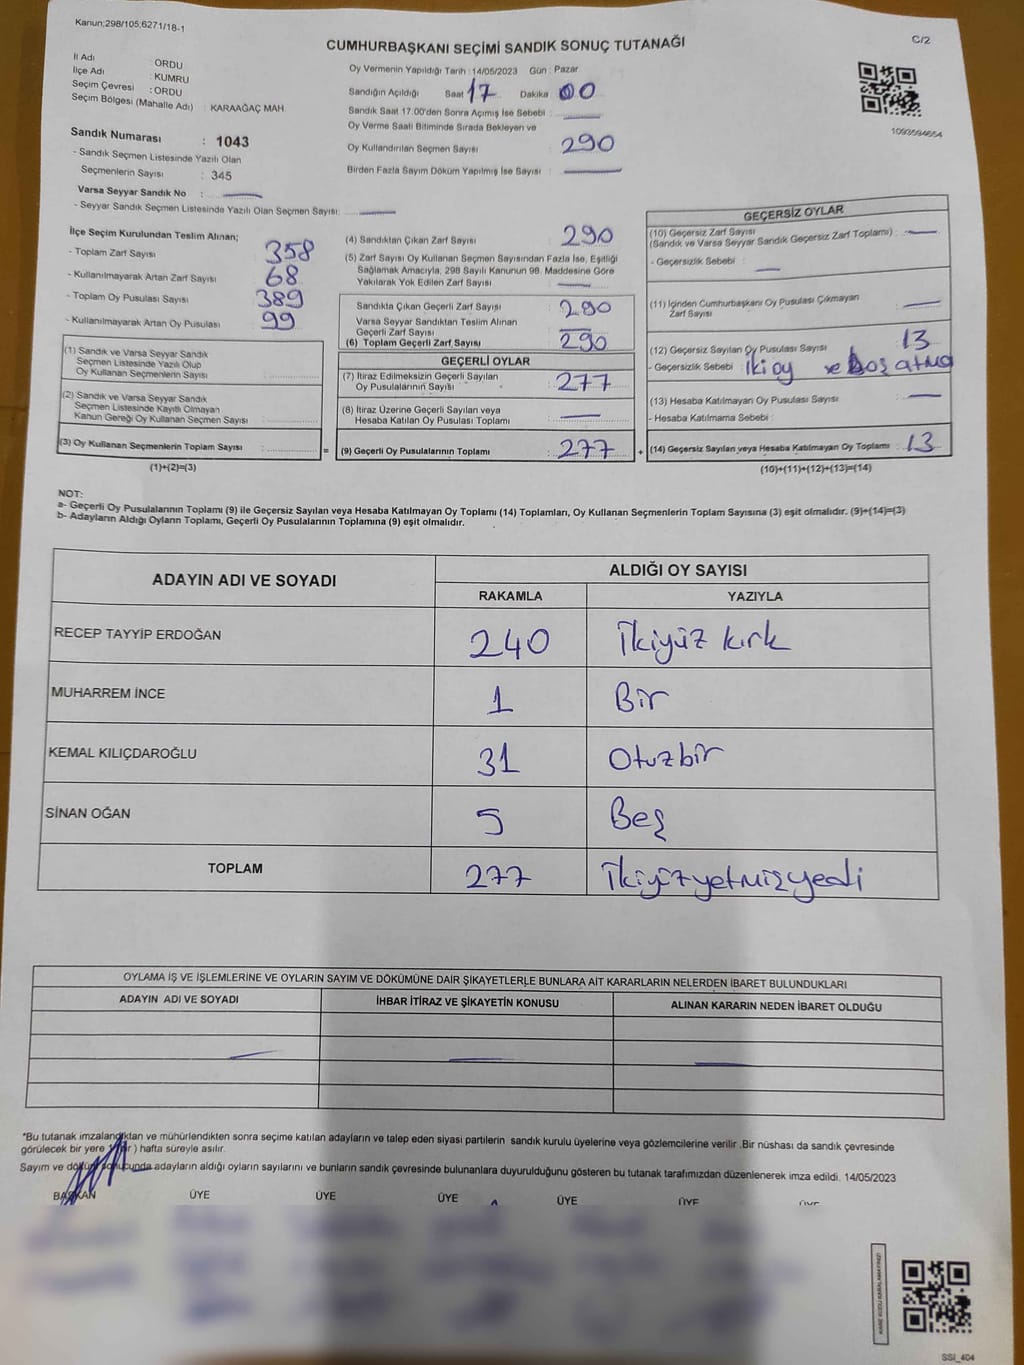 Kanun;298/105;6271/18-1
C/2
CUMHURBAŞKANI SEÇİMİ SANDIK SONUÇ TUTANAĞI
İl Adı : ORDU
İlçe Adı : KUMRU
Seçim Çevresi : ORDU
Seçim Bölgesi (Mahalle Adı) : KARAAĞAÇ MAH
Sandık Numarası : 1043
- Sandık Seçmen Listesinde Yazılı Olan
Seçmenlerin Sayısı : 345
Varsa Seyyar Sandık No :
- Seyyar Sandık Seçmen Listesinde Yazılı Olan Seçmen Sayısı:
Oy Vermenin Yapıldığı Tarih : 14/05/2023 Gün : Pazar
Sandığın Açıldığı Saat 17 Dakika 00
Sandık Saat 17.00'den Sonra Açımış İse Sebebi :
Oy Verme Saati Bitiminde Sırada Bekleyen ve
Oy Kullandırılan Seçmen Sayısı 290
Birden Fazla Sayım Döküm Yapılmış İse Sayısı :
1093594654
İlçe Seçim Kurulundan Teslim Alınan;
- Toplam Zarf Sayısı 358
- Kullanılmayarak Artan Zarf Sayısı 68
- Toplam Oy Pusulası Sayısı 389
- Kullanılmayarak Artan Oy Pusulası 99
(1) Sandık ve Varsa Seyyar Sandık
Seçmen Listesinde Yazılı Olup
Oy Kullanan Seçmenlerin Sayısı
(2) Sandık ve Varsa Seyyar Sandık
Seçmen Listesinde Kayıtlı Olmayan
Kanun Gereği Oy Kullanan Seçmen Sayısı
(3) Oy Kullanan Seçmenlerin Toplam Sayısı :
(1)+(2)=(3)
(4) Sandıktan Çıkan Zarf Sayısı 290
(5) Zarf Sayısı Oy Kullanan Seçmen Sayısından Fazla İse, Eşitliği
Sağlamak Amacıyla, 298 Sayılı Kanunun 98. Maddesine Göre
Yakılarak Yok Edilen Zarf Sayısı :
Sandıkta Çıkan Geçerli Zarf Sayısı : 290
Varsa Seyyar Sandıktan Teslim Alınan
Geçerli Zarf Sayısı :
(6) Toplam Geçerli Zarf Sayısı : 290
GEÇERLİ OYLAR
(7) İtiraz Edilmeksizin Geçerli Sayılan
Oy Pusulalarının Sayısı : 277
(8) İtiraz Üzerine Geçerli Sayılan veya
Hesaba Katılan Oy Pusulası Toplamı :
= (9) Geçerli Oy Pusulalarının Toplamı : 277 +
GEÇERSİZ OYLAR
(10) Geçersiz Zarf Sayısı
(Sandık ve Varsa Seyyar Sandık Geçersiz Zarf Toplamı) :
- Geçersizlik Sebebi :
(11) İçinden Cumhurbaşkanı Oy Pusulası Çıkmayan
Zarf Sayısı :
(12) Geçersiz Sayılan Oy Pusulası Sayısı : 13
- Geçersizlik Sebebi : iki oy ve boş atma
(13) Hesaba Katılmayan Oy Pusulası Sayısı :
- Hesaba Katılmama Sebebi :
(14) Geçersiz Sayılan veya Hesaba Katılmayan Oy Toplamı : 13
(10)+(11)+(12)+(13)=(14)
NOT:
a- Geçerli Oy Pusulalarının Toplamı (9) ile Geçersiz Sayılan veya Hesaba Katılmayan Oy Toplamı (14) Toplamları, Oy Kullanan Seçmenlerin Toplam Sayısına (3) eşit olmalıdır. (9)+(14)=(3)
b- Adayların Aldığı Oyların Toplamı, Geçerli Oy Pusulalarının Toplamına (9) eşit olmalıdır.
ADAYIN ADI VE SOYADI ALDIĞI OY SAYISI
RAKAMLA YAZIYLA
RECEP TAYYİP ERDOĞAN 240 İkiyüz kırk
MUHARREM İNCE 1 Bir
KEMAL KILIÇDAROĞLU 31 Otuzbir
SİNAN OĞAN 5 Beş
TOPLAM 277 İkiyüzyetmişyedi
OYLAMA İŞ VE İŞLEMLERİNE VE OYLARIN SAYIM VE DÖKÜMÜNE DAİR ŞİKAYETLERLE BUNLARA AİT KARARLARIN NELERDEN İBARET BULUNDUKLARI
ADAYIN ADI VE SOYADI İHBAR İTİRAZ VE ŞİKAYETİN KONUSU ALINAN KARARIN NEDEN İBARET OLDUĞU
*Bu tutanak imzalandıktan ve mühürlendikten sonra seçime katılan adayların ve talep eden siyasi partilerin sandık kurulu üyelerine veya gözlemcilerine verilir .Bir nüshası da sandık çevresinde
görülecek bir yere ) hafta süreyle asılır.
Sayım ve döküm sonucunda adayların aldığı oyların sayılarını ve bunların sandık çevresinde bulunanlara duyurulduğunu gösteren bu tutanak tarafımızdan düzenlenerek imza edildi. 14/05/2023
BAŞKAN ÜYE ÜYE ÜYE ÜYE ÜYE ÜYE
SSİ_404